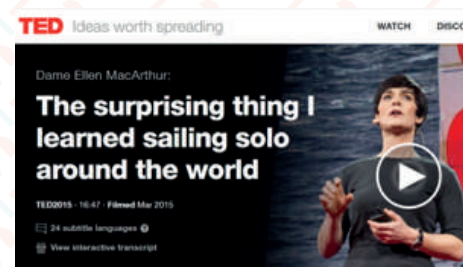 TED Ideas worth spreading
WATCH DISCO
Dame Ellen MacArthur:
The surprising thing I
learned sailing solo
around the world
TED2015 · 16:47 · Filmed Mar 2015
24 subtitle languages
View interactive transcript